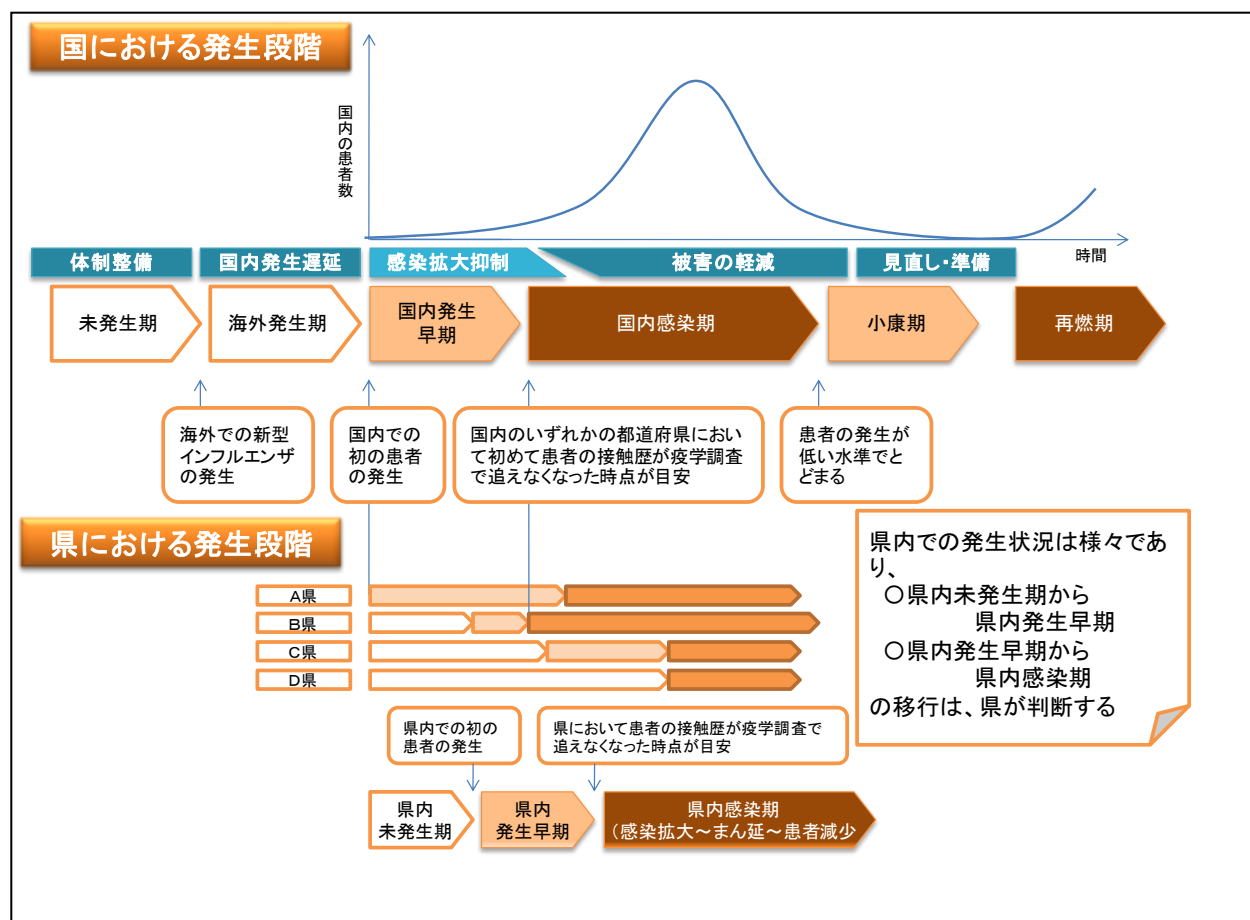 国における発生段階
国内の患者数
時間
体制整備
国内発生遅延
感染拡大抑制
被害の軽減
見直し・準備
未発生期
海外発生期
国内発生
早期
国内感染期
小康期
再燃期
海外での新型
インフルエンザ
の発生
国内での
初の患者
の発生
国内のいずれかの都道府県におい
て初めて患者の接触歴が疫学調査
で追えなくなった時点が目安
患者の発生が
低い水準でと
どまる
県における発生段階
A県
B県
C県
D県
県内での発生状況は様々であ
り、
○県内未発生期から
県内発生早期
○県内発生早期から
県内感染期
の移行は、県が判断する
県内での初の
患者の発生
県において患者の接触歴が疫学調査で
追えなくなった時点が目安
県内
未発生期
県内
発生早期
県内感染期
(感染拡大～まん延～患者減少